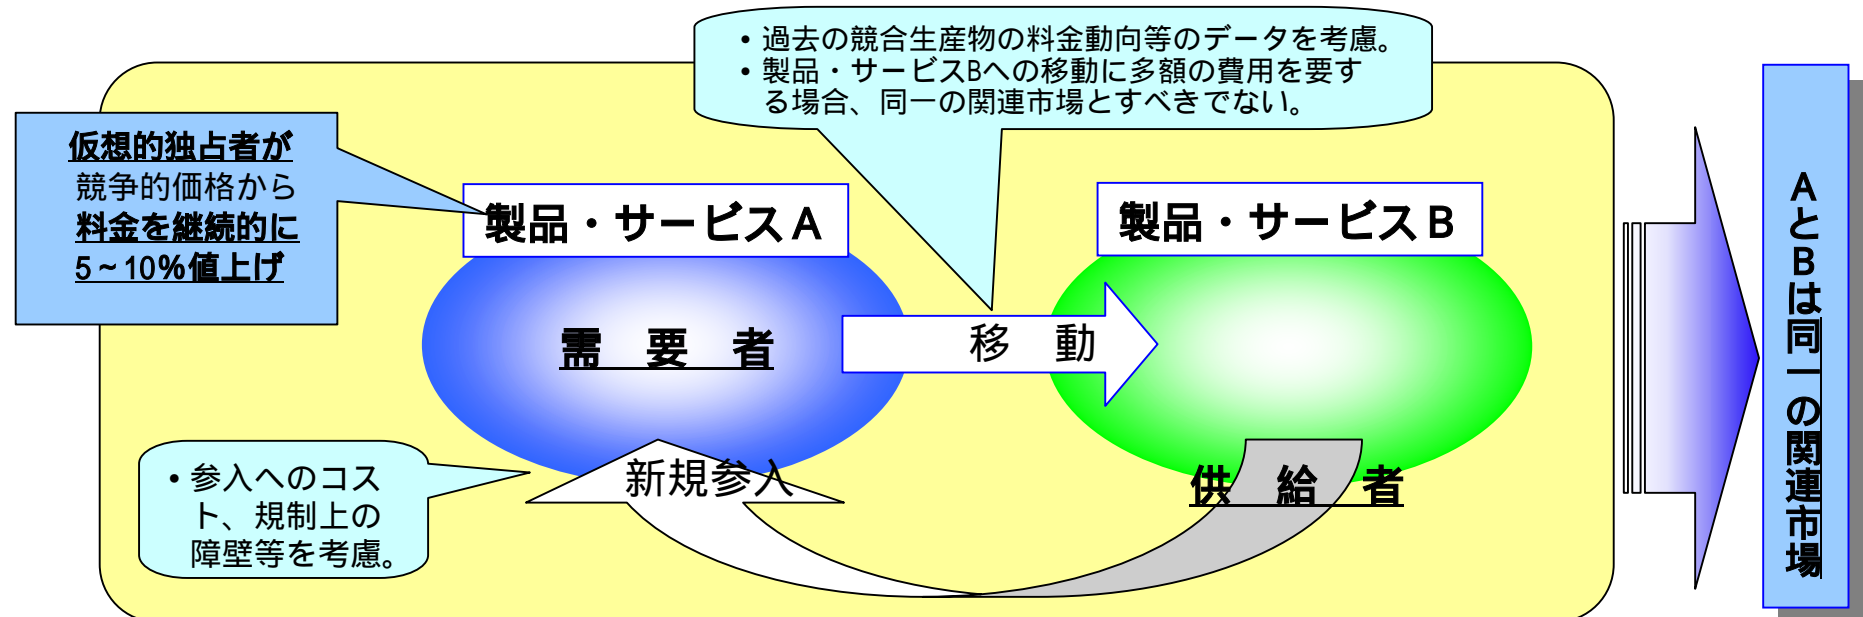 ・過去の競合生産物の料金動向等のデータを考慮。
・製品・サービスBへの移動に多額の費用を要す
る場合、同一の関連市場とすべきでない。
仮想的独占者が
競争的価格から
料金を継続的に
5~10%値上げ
製品・サービスA
製品・サービスB
需 要 者
移 動
新規参入
供 給 者
・参入へのコス
ト、規制上の
障壁等を考慮。
AとBは同一の関連市場